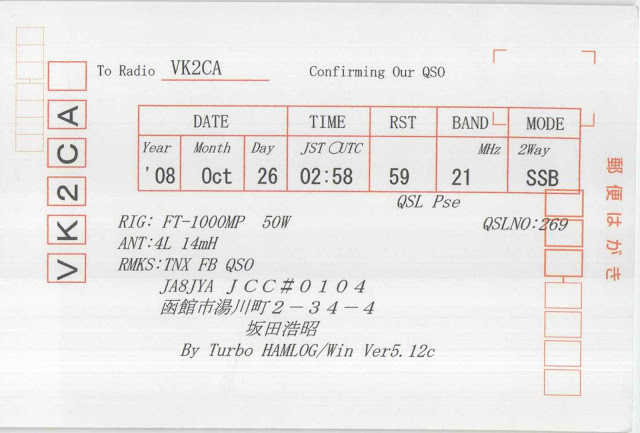 To Radio VK2CA Confirming Our QSO
VK2CA
DATE TIME RST BAND MODE
Year Month Day JST ○UTC MHz 2Way
'08 Oct 26 02:58 59 21 SSB
QSL Pse
RIG: FT-1000MP 50W QSLNO:269
ANT:4L 14mH
RMKS:TNX FB QSO
JA8JYA ＪＣＣ＃０１０４
函館市湯川町２－３４－４
坂田浩昭
By Turbo HAMLOG/Win Ver5.12c
郵便はがき